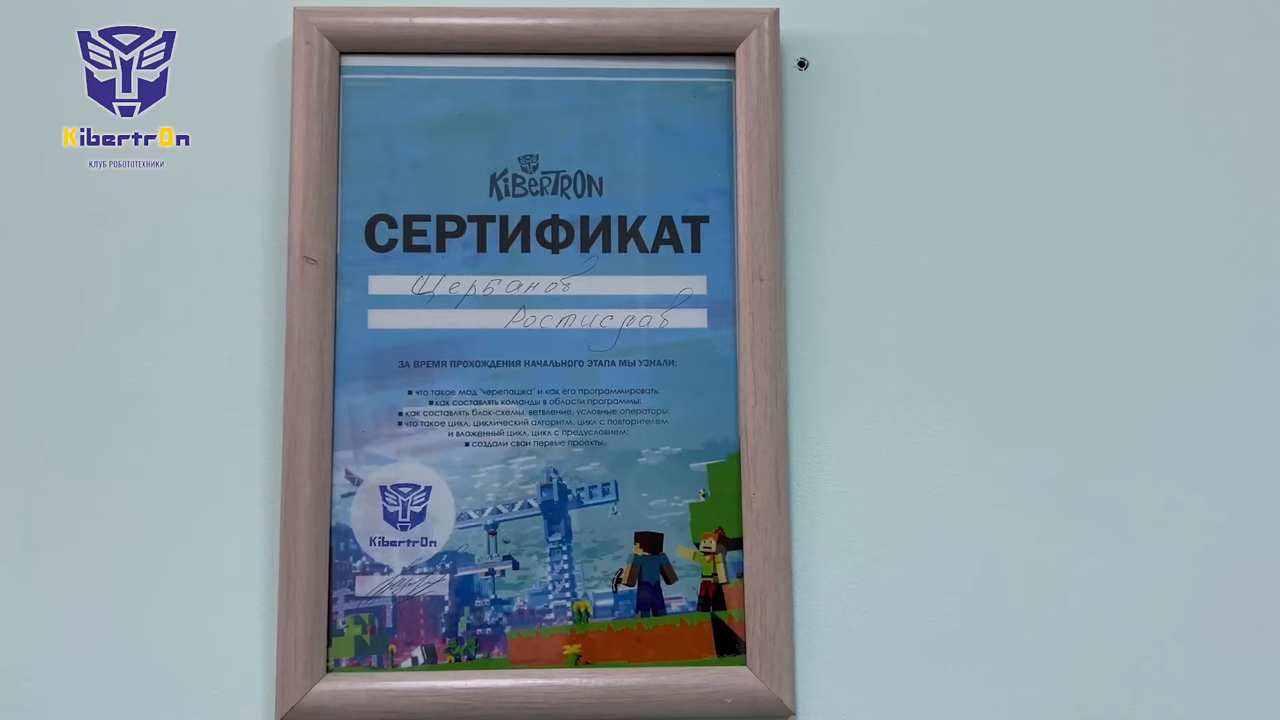 KibertrOn
КЛУБ РОБОТОТЕХНИКИ
KIBERTRON
СЕРТИФИКАТ
Щербанов
Ростислав
ЗА ВРЕМЯ ПРОХОЖДЕНИЯ НАЧАЛЬНОГО ЭТАПА МЫ УЗНАЛИ:
■ что такое мод "черепашка" и как его программировать.
■ как составлять команды в области программы;
■ как составлять блок-схемы, ветвление, условные операторы;
■ что такое цикл, циклический алгоритм, цикл с повторителем
и вложенный цикл, цикл с предусловием;
■ создали свои первые проекты.
KibertrOn